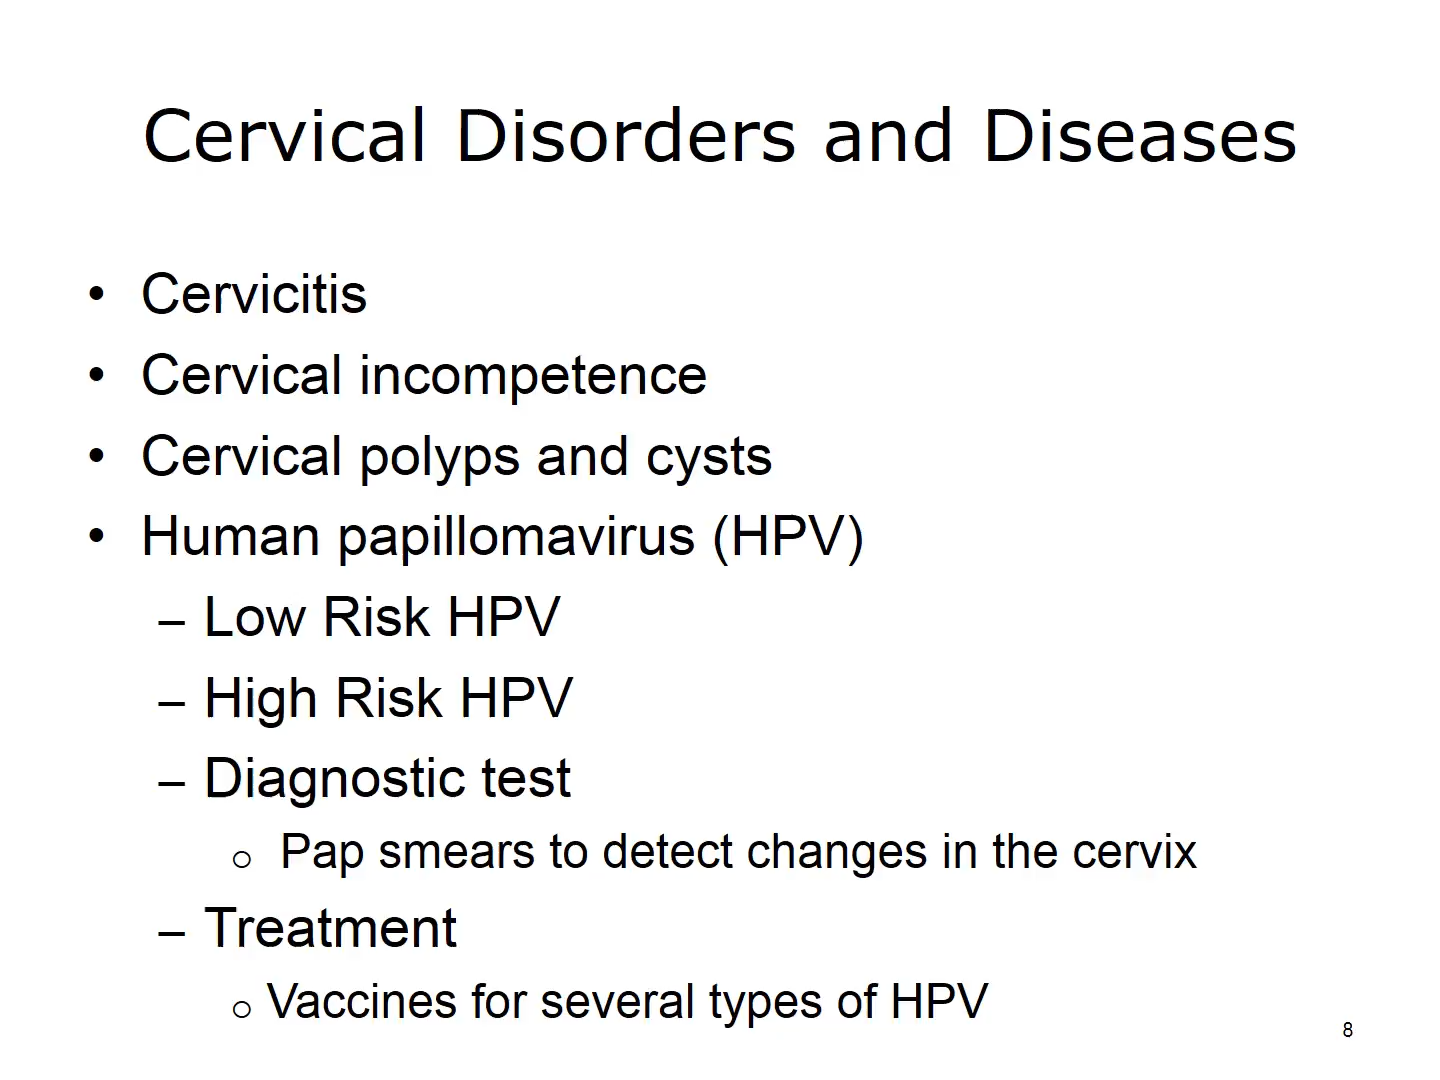 Cervical Disorders and Diseases
• Cervicitis
• Cervical incompetence
• Cervical polyps and cysts
• Human papillomavirus (HPV)
– Low Risk HPV
– High Risk HPV
– Diagnostic test
○ Pap smears to detect changes in the cervix
– Treatment
○ Vaccines for several types of HPV
8